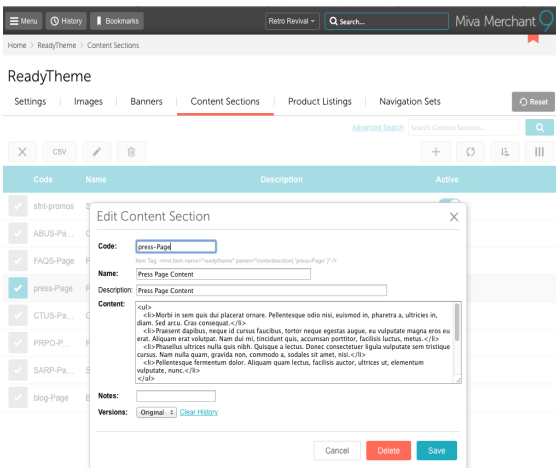 Menu History Bookmarks Retro Revival Search... Miva Merchant 9
Home > ReadyTheme > Content Sections
ReadyTheme
Settings | Images | Banners | Content Sections | Product Listings | Navigation Sets Reset
Advanced Search Search Content Sections...
CSV
Code Name Description Active
sfnt-promos S
Edit Content Section
ABUS-Pa...
Code: press-Page
Item Tag: <mvt:item name="readytheme" param="contentsection( 'press-Page' )" />
FAQS-Page F
Name: Press Page Content
press-Page
Description: Press Page Content
Content: <ul>
<li>Morbi in sem quis dui placerat ornare. Pellentesque odio nisi, euismod in, pharetra a, ultricies in,
diam. Sed arcu. Cras consequat.</li>
CTUS-Pa...
<li>Praesent dapibus, neque id cursus faucibus, tortor neque egestas augue, eu vulputate magna eros eu
erat. Aliquam erat volutpat. Nam dui mi, tincidunt quis, accumsan porttitor, facilisis luctus, metus.</li>
PRPO-P...
<li>Phasellus ultrices nulla quis nibh. Quisque a lectus. Donec consectetuer ligula vulputate sem tristique
cursus. Nam nulla quam, gravida non, commodo a, sodales sit amet, nisi.</li>
SARP-Pa... S
<li>Pellentesque fermentum dolor. Aliquam quam lectus, facilisis auctor, ultrices ut, elementum
vulputate, nunc.</li>
</ul>
blog-Page B
Notes:
Versions: Original Clear History
Cancel Delete Save